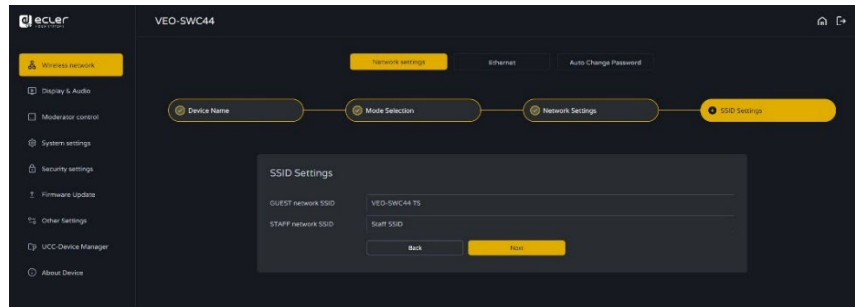 ecler
VEO-SWC44
Wireless network
Display & Audio
Moderator control
System settings
Security settings
Firmware Update
Other Settings
UCC-Device Manager
About Device
Network settings
Ethernet
Auto Change Password
Device Name
Mode Selection
Network Settings
4 SSID Settings
SSID Settings
GUEST network SSID VEO-SWC44 TS
STAFF network SSID Staff SSID
Back
Next